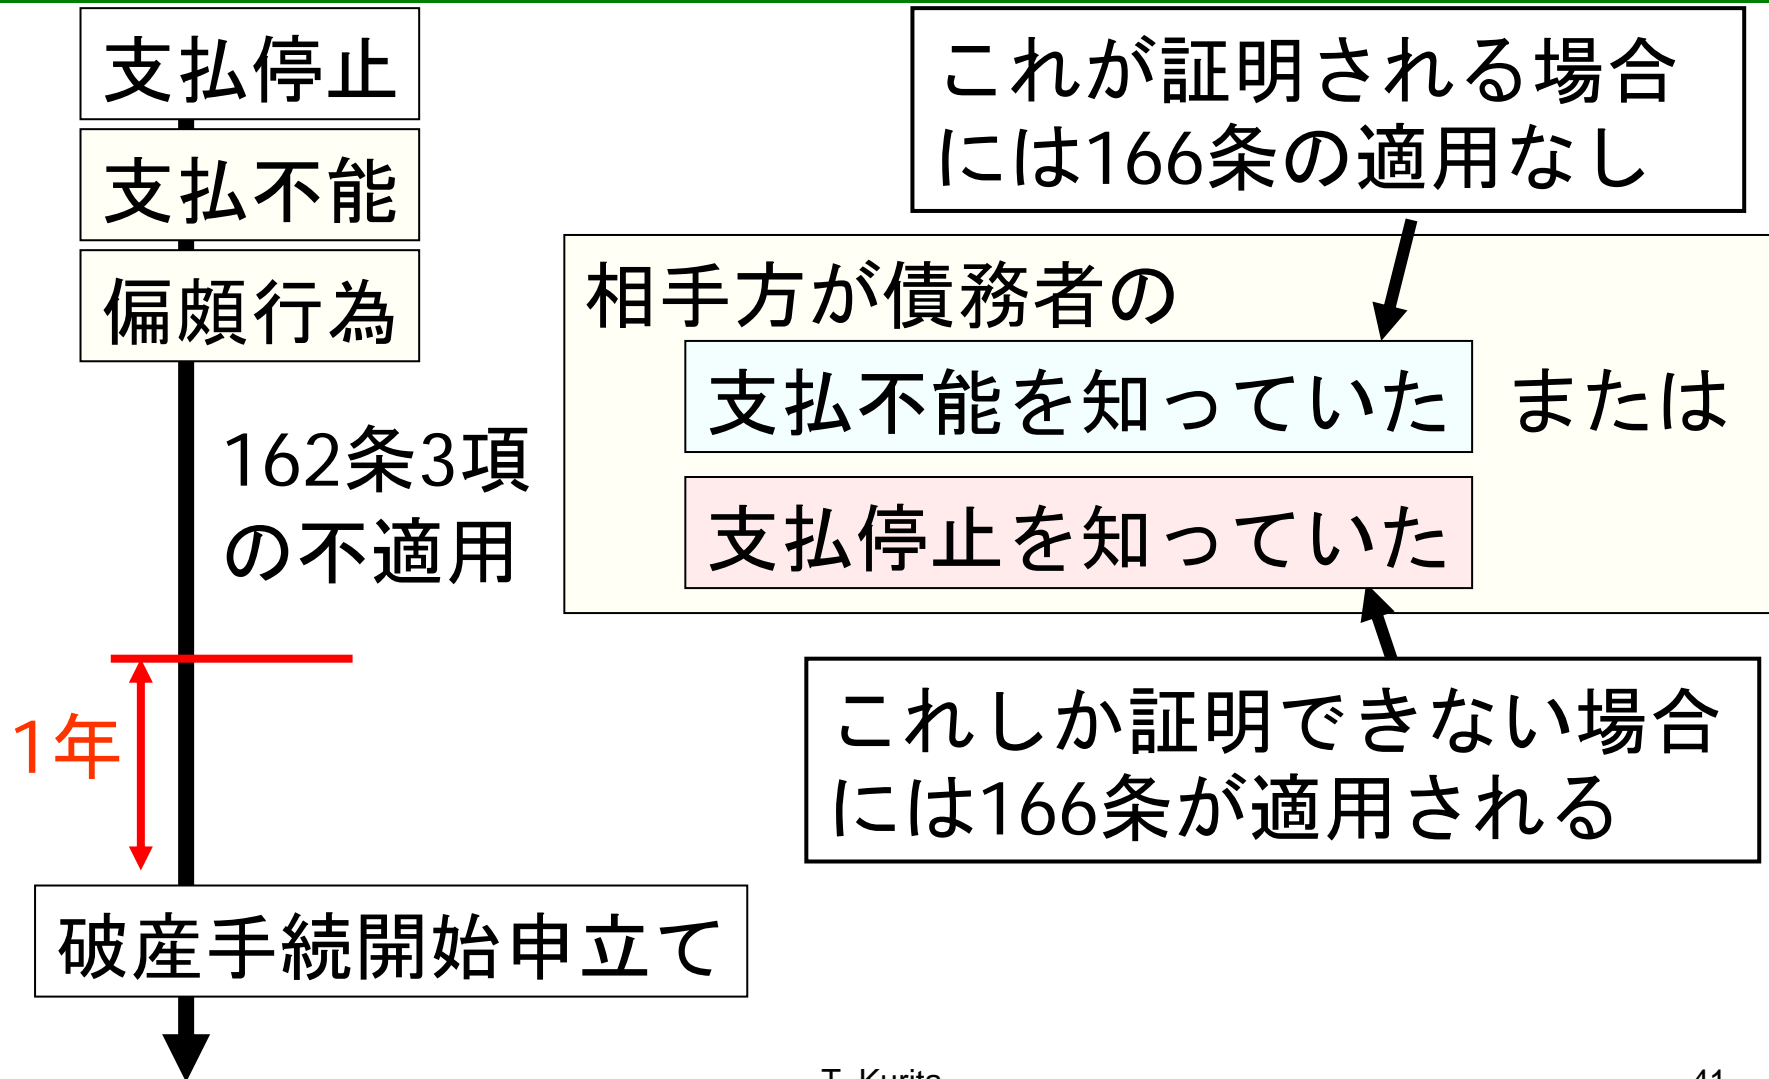 支払停止
支払不能
偏頗行為
162条3項
の不適用
1年
破産手続開始申立て
これが証明される場合
には166条の適用なし
相手方が債務者の
支払不能を知っていた または
支払停止を知っていた
これしか証明できない場合
には166条が適用される
T. Kurita
41